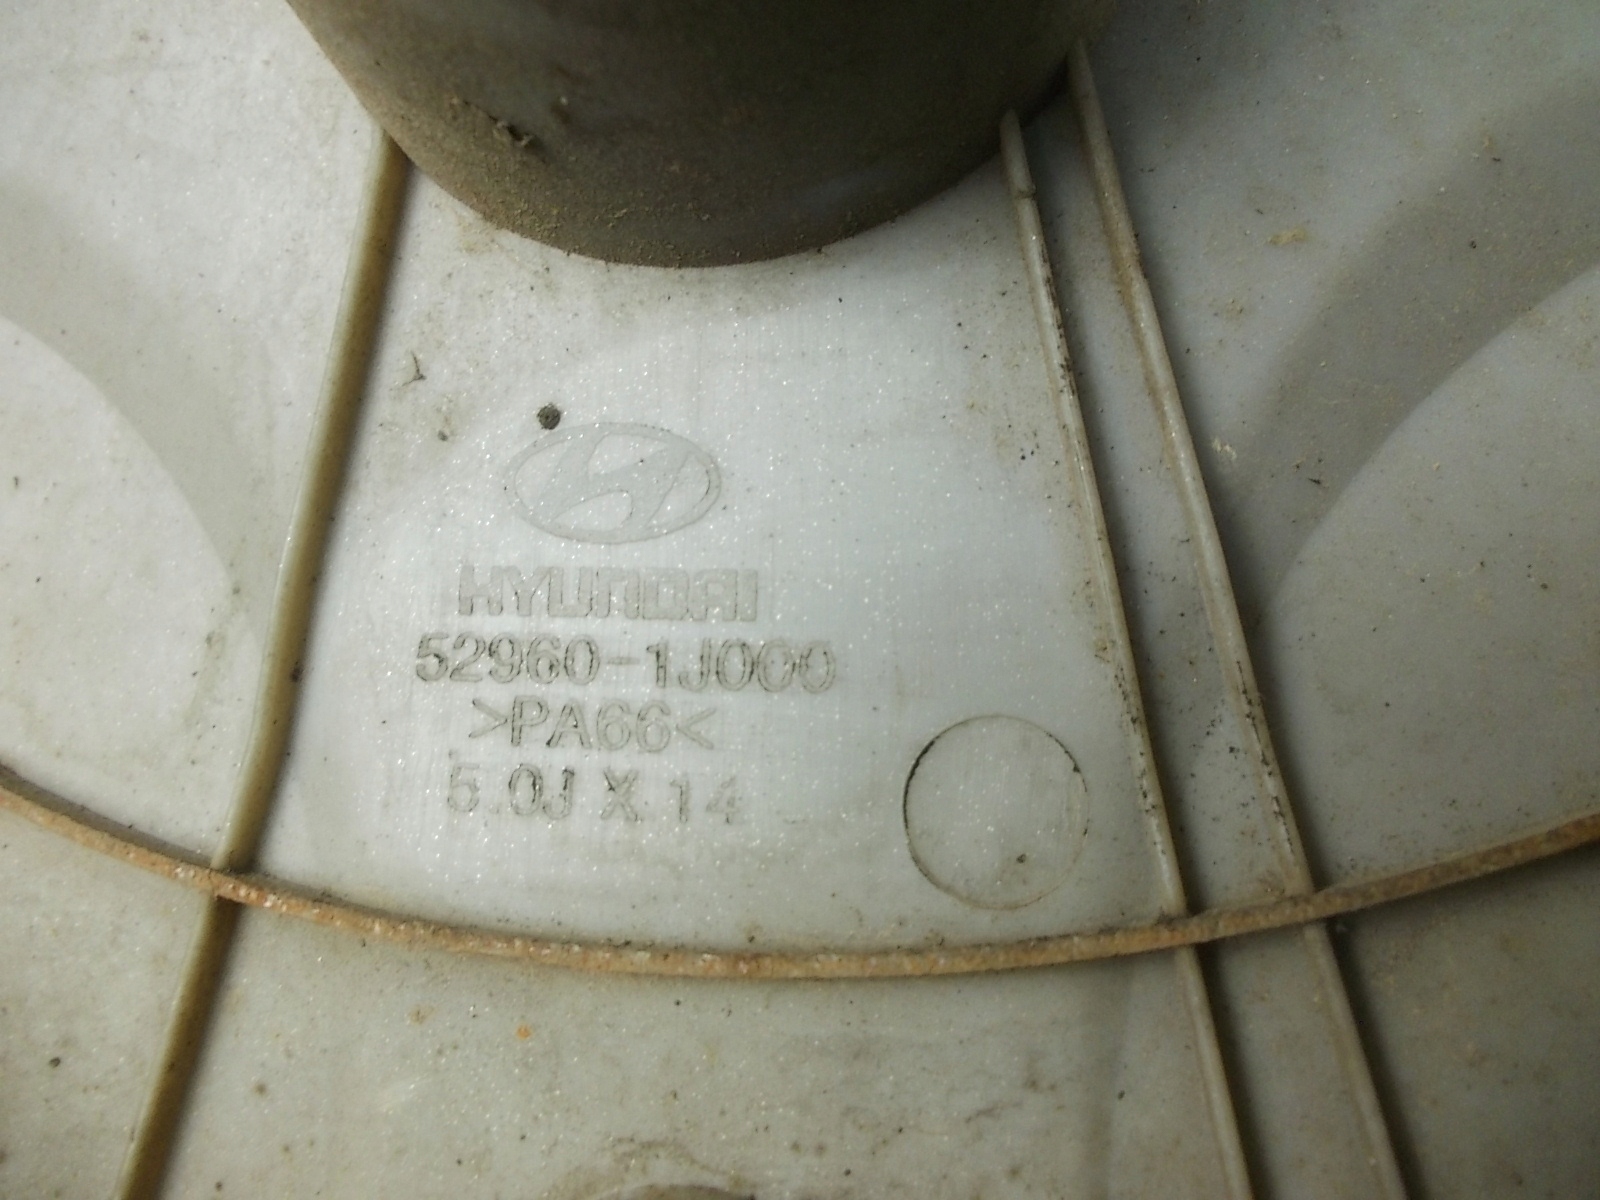 HYUNDAI
52960-1J000
>PA66<
5.0J X 14